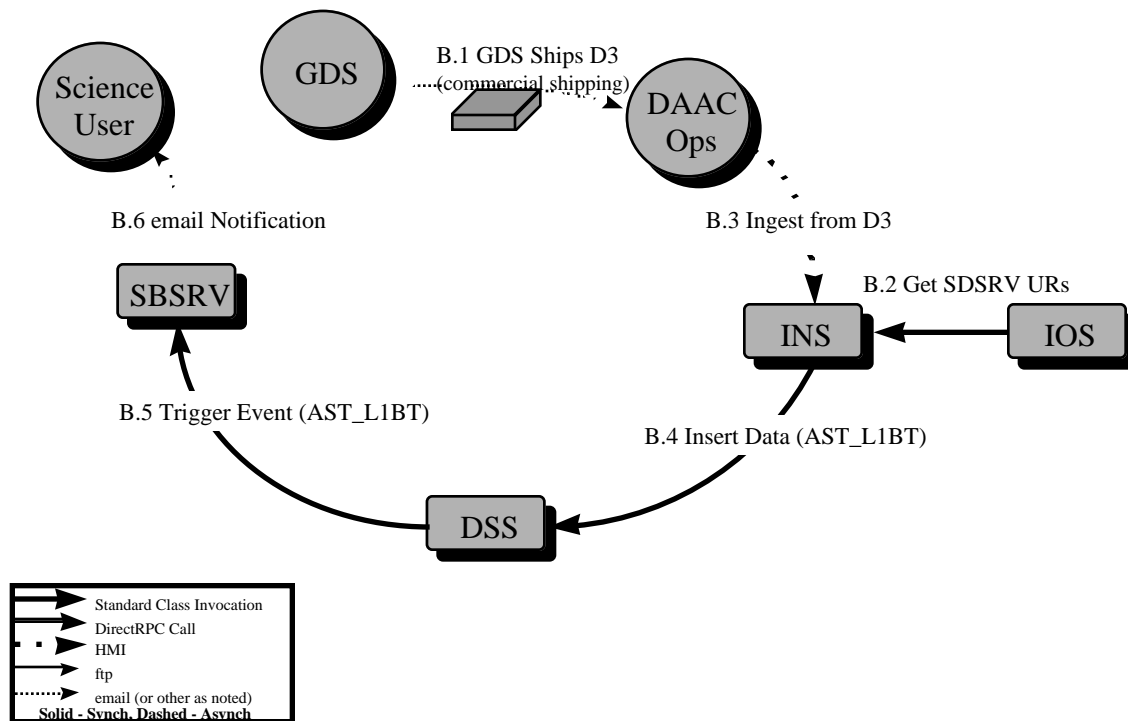 B.1 GDS Ships D3
(commercial shipping)
GDS
Science
User
DAAC
Ops
B.6 email Notification
B.3 Ingest from D3
SBSRV
B.2 Get SDSRV URs
INS
IOS
B.5 Trigger Event (AST_L1BT)
B.4 Insert Data (AST_L1BT)
DSS
Standard Class Invocation
DirectRPC Call
HMI
ftp
email (or other as noted)
Solid - Synch, Dashed - Asynch